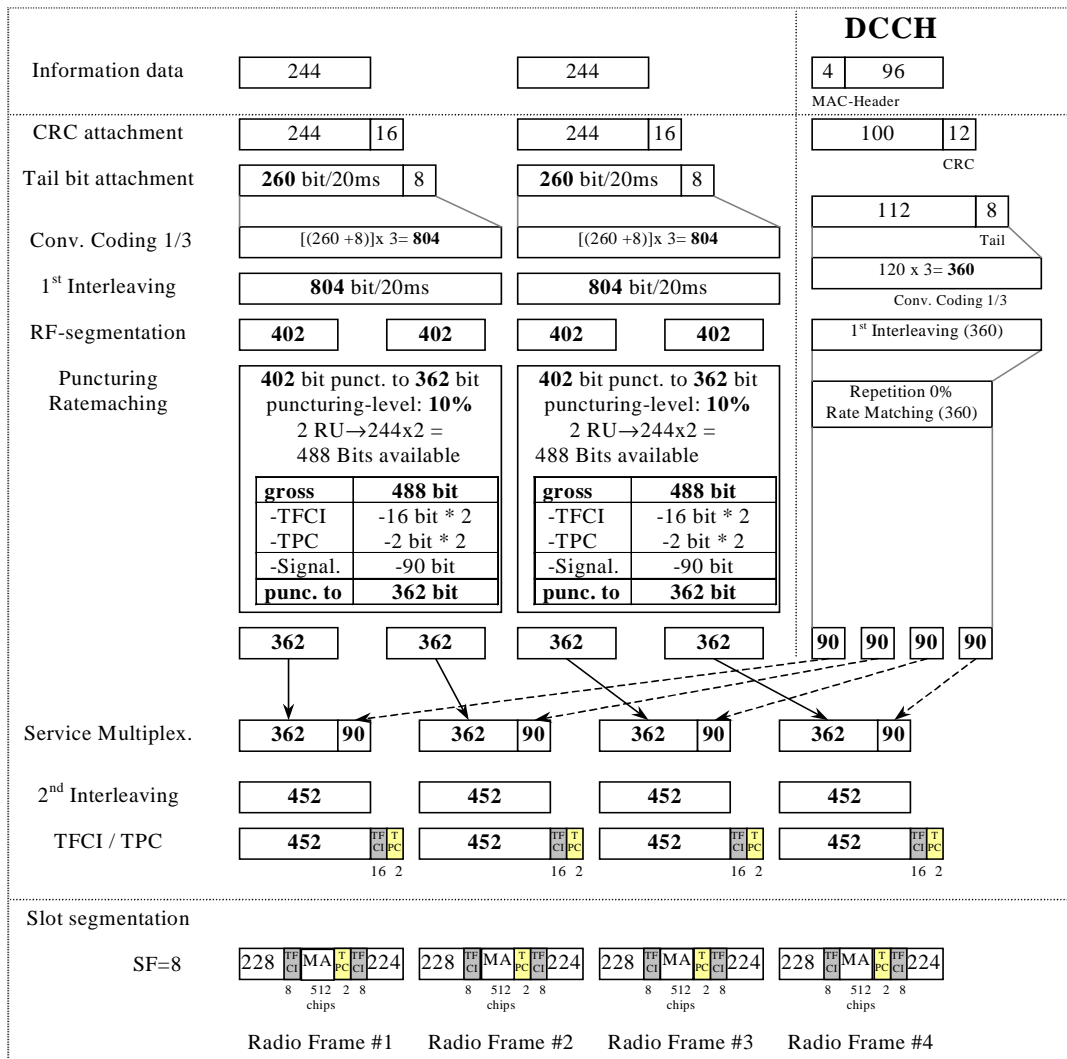 DCCH
Information data 244 244 4 96
MAC-Header
CRC attachment 244 16 244 16 100 12
CRC
Tail bit attachment 260 bit/20ms 8 260 bit/20ms 8
112 8
Tail
Conv. Coding 1/3 [(260 +8)]x 3= 804 [(260 +8)]x 3= 804
120 x 3= 360
Conv. Coding 1/3
1st Interleaving 804 bit/20ms 804 bit/20ms
RF-segmentation 402 402 402 402 1st Interleaving (360)
Puncturing
Ratemaching
402 bit punct. to 362 bit
puncturing-level: 10%
2 RU→244x2 =
488 Bits available
gross 488 bit
-TFCI -16 bit * 2
-TPC -2 bit * 2
-Signal. -90 bit
punc. to 362 bit
402 bit punct. to 362 bit
puncturing-level: 10%
2 RU→244x2 =
488 Bits available
gross 488 bit
-TFCI -16 bit * 2
-TPC -2 bit * 2
-Signal. -90 bit
punc. to 362 bit
Repetition 0%
Rate Matching (360)
362 362 362 362 90 90 90 90
Service Multiplex. 362 90 362 90 362 90 362 90
2nd Interleaving 452 452 452 452
TFCI / TPC 452 TF CI T PC 452 TF CI T PC 452 TF CI T PC 452 TF CI T PC
16 2 16 2 16 2 16 2
Slot segmentation
SF=8 228 TF CI MA T PC TF CI 224 228 TF CI MA T PC TF CI 224 228 TF CI MA T PC TF CI 224 228 TF CI MA T PC TF CI 224
8 512 2 8 8 512 2 8 8 512 2 8 8 512 2 8
chips chips chips chips
Radio Frame #1 Radio Frame #2 Radio Frame #3 Radio Frame #4